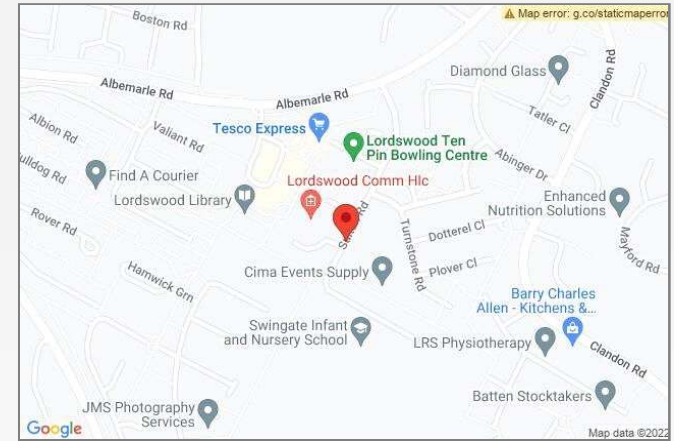 Boston Rd
Map error: g.co/staticmaperror
Albemarle Rd
Albemarle Rd
Diamond Glass
Clandon Rd
Tatler Cl
Tesco Express
Albion Rd
Valiant Rd
Lordswood Ten
Pin Bowling Centre
Abinger Dr
Find A Courier
Lordswood Comm Hlc
Lordswood Library
Enhanced
Nutrition Solutions
Rover Rd
Turnstone Rd
Dotterel Cl
Mayford Rd
Plover Cl
Hamwick Grn
Cima Events Supply
Barry Charles
Allen - Kitchens &...
Swingate Infant
and Nursery School
LRS Physiotherapy
Clandon Rd
Batten Stocktakers
JMS Photography
Services
Google
Map data ©2022